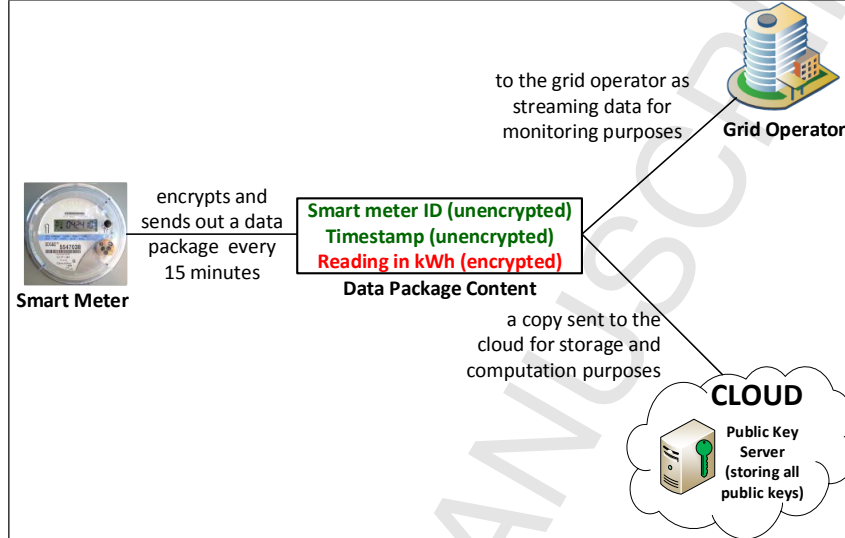 to the grid operator as
streaming data for
monitoring purposes
Grid Operator
encrypts and
sends out a data
package every
15 minutes
Smart Meter
Smart meter ID (unencrypted)
Timestamp (unencrypted)
Reading in kWh (encrypted)
Data Package Content
a copy sent to the
cloud for storage and
computation purposes
CLOUD
Public Key
Server
(storing all
public keys)